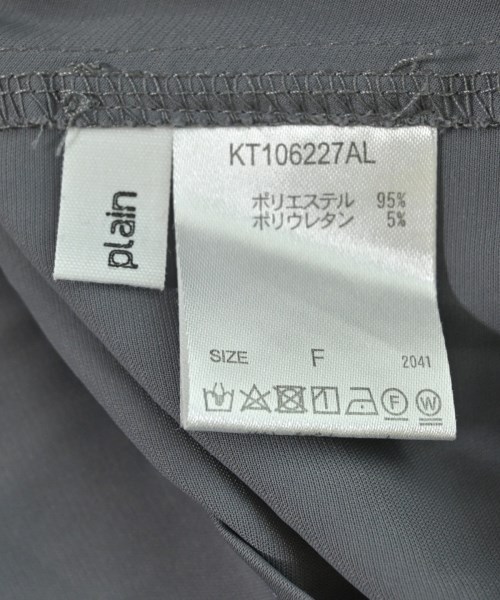 plain
KT106227AL
ポリエステル 95%
ポリウレタン 5%
SIZE F 2041
F W